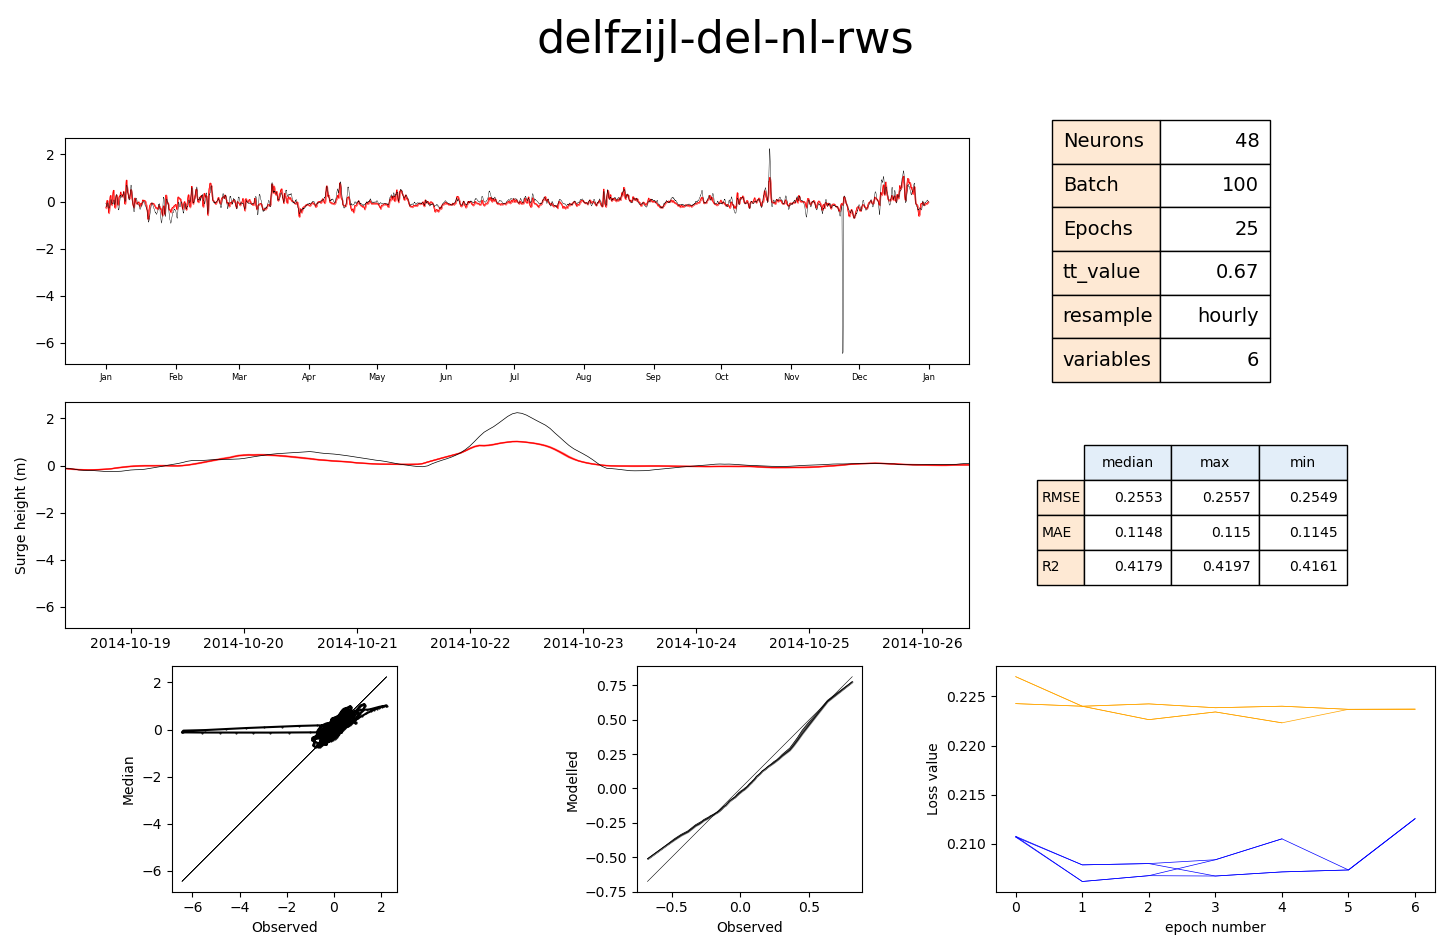 delfzijl-del-nl-rws
2
0
−2
−4
−6
Jan Feb Mar Apr May Jun Jul Aug Sep Oct Nov Dec Jan
Neurons 48
Batch 100
Epochs 25
tt_value 0.67
resample hourly
variables 6
Surge height (m)
2
0
−2
−4
−6
2014-10-19 2014-10-20 2014-10-21 2014-10-22 2014-10-23 2014-10-24 2014-10-25 2014-10-26
median max min
RMSE 0.2553 0.2557 0.2549
MAE 0.1148 0.115 0.1145
R2 0.4179 0.4197 0.4161
Median
2
0
−2
−4
−6
−6 −4 −2 0 2
Observed
Modelled
0.75
0.50
0.25
0.00
−0.25
−0.50
−0.75
−0.5 0.0 0.5
Observed
Loss value
0.225
0.220
0.215
0.210
0 1 2 3 4 5 6
epoch number